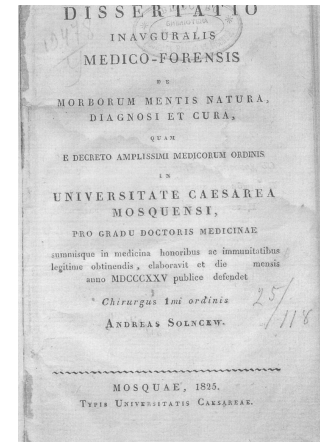 DISSERTATIO
INAVGURALIS
MEDICO-FORENSIS
DE
MORBORUM MENTIS NATURA,
DIAGNOSI ET CURA,
QUAM
E DECRETO AMPLISSIMI MEDICORUM ORDINIS
IN
UNIVERSITATE CAESAREA
MOSQUENSI,
PRO GRADU DOCTORIS MEDICINAE
summisque in medicina honoribus ac immunitatibus
legitime obtinendis, elaboravit et die mensis
anno MDCCCXXV publice defendet
Chirurgus 1mi ordinis
ANDREAS SOLNCEW.
25/
/118
MOSQUAE, 1825.
TYPIS UNIVERSITATIS CAESAREAE.